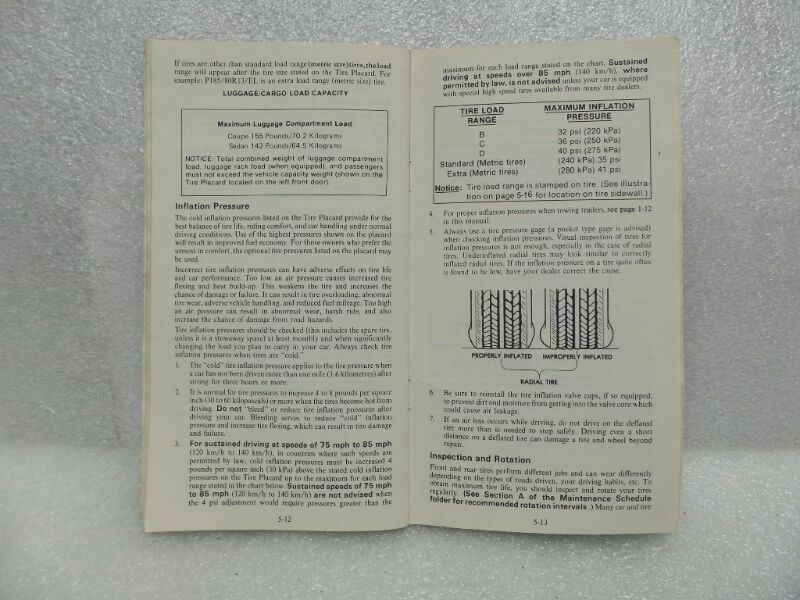 If tires are other than standard load range (metric size) tires, the load
range will appear after the tire size stated on the Tire Placard. For
example: P185/80R13/EL is an extra load range (metric size) tire.
LUGGAGE/CARGO LOAD CAPACITY
Maximum Luggage Compartment Load
Coupe 155 Pounds/70.2 Kilograms
Sedan 142 Pounds/64.5 Kilograms
NOTICE: Total combined weight of luggage compartment
load, luggage rack load (when equipped), and passengers
must not exceed the vehicle capacity weight (shown on the
Tire Placard located on the left front door).
Inflation Pressure
The cold inflation pressures listed on the Tire Placard provide for the
best balance of tire life, riding comfort, and car handling under normal
driving conditions. Use of the highest pressures shown on the placard
will result in improved fuel economy. For those owners who prefer the
utmost in comfort, the optional tire pressures listed on the placard may
be used.
Incorrect tire inflation pressures can have adverse effects on tire life
and car performance. Too low an air pressure causes increased tire
flexing and heat build-up. This weakens the tire and increases the
chance of damage or failure. It can result in tire overloading, abnormal
tire wear, adverse vehicle handling, and reduced fuel mileage. Too high
an air pressure can result in abnormal wear, harsh ride, and also
increase the chance of damage from road hazards.
Tire inflation pressures should be checked (this includes the spare tire,
unless it is a stowaway spare) at least monthly and when significantly
changing the load you plan to carry in your car. Always check tire
inflation pressures when tires are "cold."
1. The "cold" tire inflation pressure applies to the tire pressure when
a car has not been driven more than one mile (1.6 kilometres) after
sitting for three hours or more.
2. It is normal for tire pressures to increase 4 to 8 pounds per square
inch (30 to 60 kilopascals) or more when the tires become hot from
driving. Do not "bleed" or reduce tire inflation pressures after
driving your car. Bleeding serves to reduce "cold" inflation
pressure and increase tire flexing, which can result in tire damage
and failure.
3. For sustained driving at speeds of 75 mph to 85 mph
(120 km/h to 140 km/h), in countries where such speeds are
permitted by law, cold inflation pressures must be increased 4
pounds per square inch (30 kPa) above the stated cold inflation
pressures on the Tire Placard up to the maximum for each load
range stated in the chart below. Sustained speeds of 75 mph
to 85 mph (120 km/h to 140 km/h) are not advised when
the 4 psi adjustment would require pressures greater than the
5-12
maximum for each load range stated on the chart. Sustained
driving at speeds over 85 mph (140 km/h), where
permitted by law, is not advised unless your car is equipped
with special high speed tires available from many tire dealers.
TIRE LOAD MAXIMUM INFLATION
RANGE PRESSURE
B 32 psi (220 kPa)
C 36 psi (250 kPa)
D 40 psi (275 kPa)
Standard (Metric tires) (240 kPa) 35 psi
Extra (Metric tires) (280 kPa) 41 psi
Notice: Tire load range is stamped on tire. (See illustra-
tion on page 5-16 for location on tire sidewall.)
4. For proper inflation pressures when towing trailers, see page 1-12
in this manual.
5. Always use a tire pressure gage (a pocket type gage is advised)
when checking inflation pressures. Visual inspection of tires for
inflation pressures is not enough, especially in the case of radial
tires. Underinflated radial tires may look similar to correctly
inflated radial tires. If the inflation pressure on a tire quite often
is found to be low, have your dealer correct the cause.
PROPERLY INFLATED IMPROPERLY INFLATED
RADIAL TIRE
6. Be sure to reinstall the tire inflation valve caps, if so equipped,
to prevent dirt and moisture from getting into the valve core which
could cause air leakage.
7. If an air loss occurs while driving, do not drive on the deflated
tire more than is needed to stop safely. Driving even a short
distance on a deflated tire can damage a tire and wheel beyond
repair.
Inspection and Rotation
Front and rear tires perform different jobs and can wear differently
depending on the types of roads driven, your driving habits, etc. To
obtain maximum tire life, you should inspect and rotate your tires
regularly. (See Section A of the Maintenance Schedule
folder for recommended rotation intervals.) Many car and tire
5-13